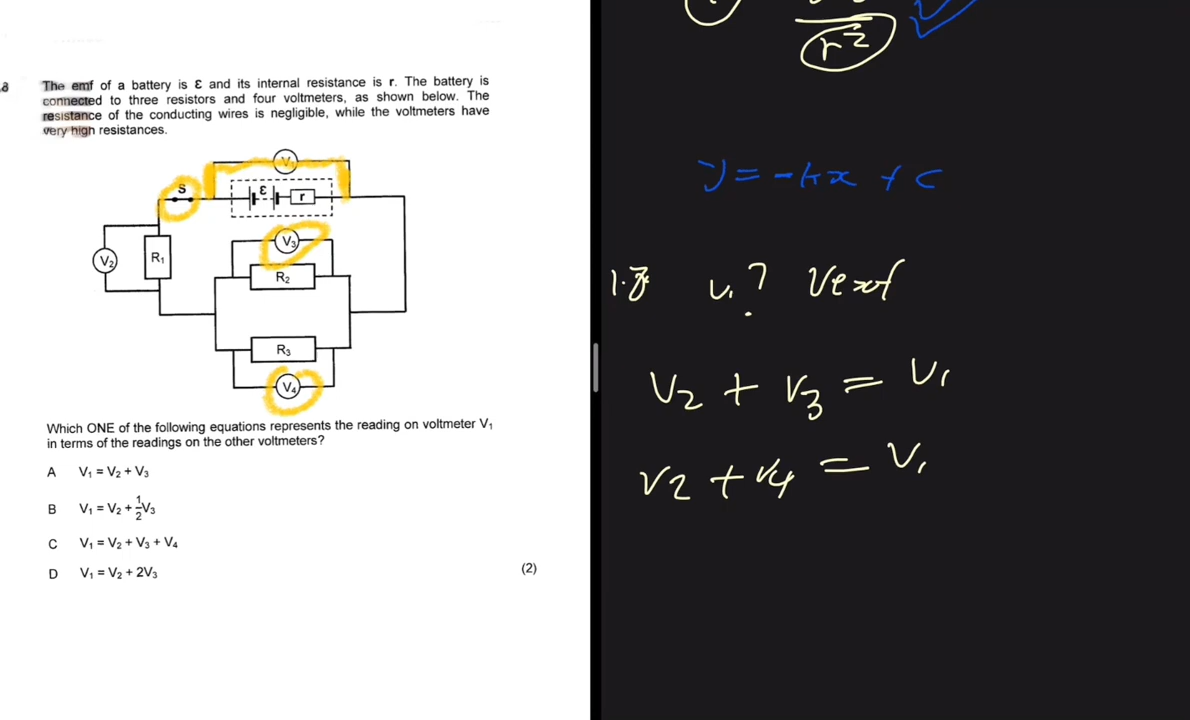 .8
The emf of a battery is ε and its internal resistance is r. The battery is
connected to three resistors and four voltmeters, as shown below. The
resistance of the conducting wires is negligible, while the voltmeters have
very high resistances.
V₁
S
ε
r
V₂
R₁
V₃
R₂
R₃
V₄
Which ONE of the following equations represents the reading on voltmeter V₁
in terms of the readings on the other voltmeters?
A V₁ = V₂ + V₃
B V₁ = V₂ + ½V₃
C V₁ = V₂ + V₃ + V₄
D V₁ = V₂ + 2V₃
(2)
r²
y = -kx + c
V₁? Vext
V₂ + V₃ = V₁
V₂ + V₄ = V₁